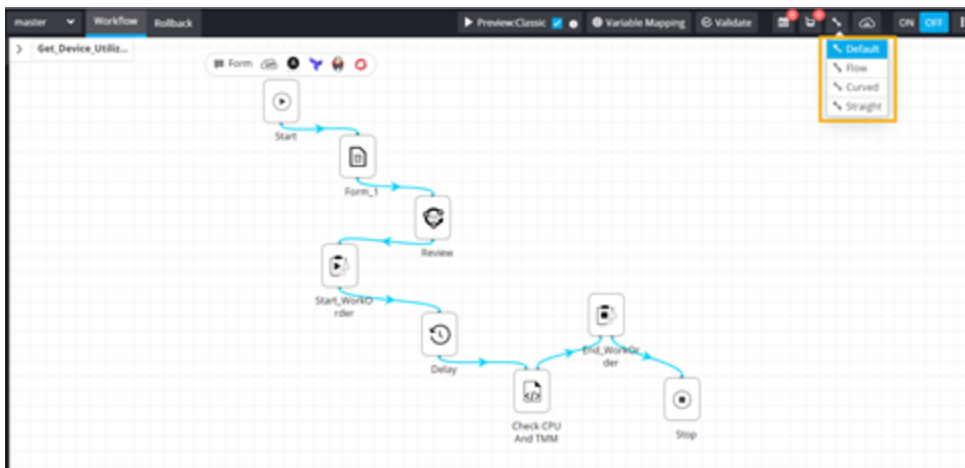 master Workflow Rollback Preview:Classic Variable Mapping Validate ON OFF
Get_Device_Utiliz...
Default
Flow
Curved
Straight
Form
Start
Form_1
Review
Start_WorkO
rder
Delay
End_WorkOr
der
Check CPU
And TMM
Stop